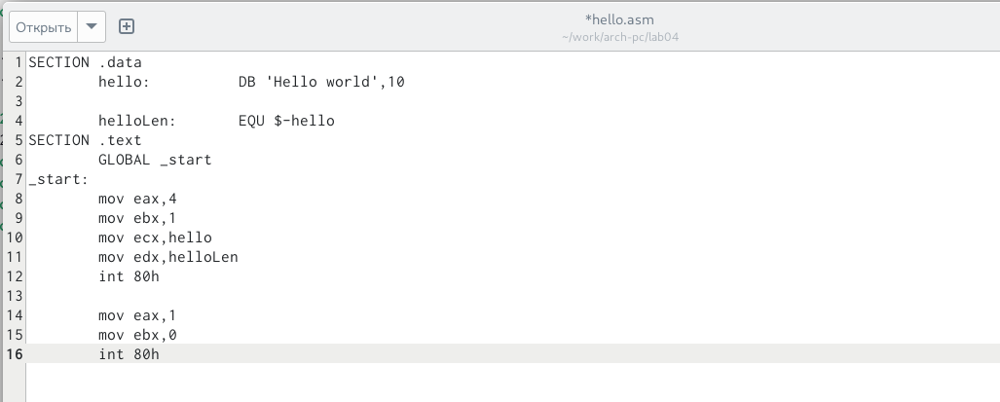 Открыть
*hello.asm
~/work/arch-pc/lab04
1 SECTION .data
2 hello: DB 'Hello world',10
3
4 helloLen: EQU $-hello
5 SECTION .text
6 GLOBAL _start
7 _start:
8 mov eax,4
9 mov ebx,1
10 mov ecx,hello
11 mov edx,helloLen
12 int 80h
13
14 mov eax,1
15 mov ebx,0
16 int 80h